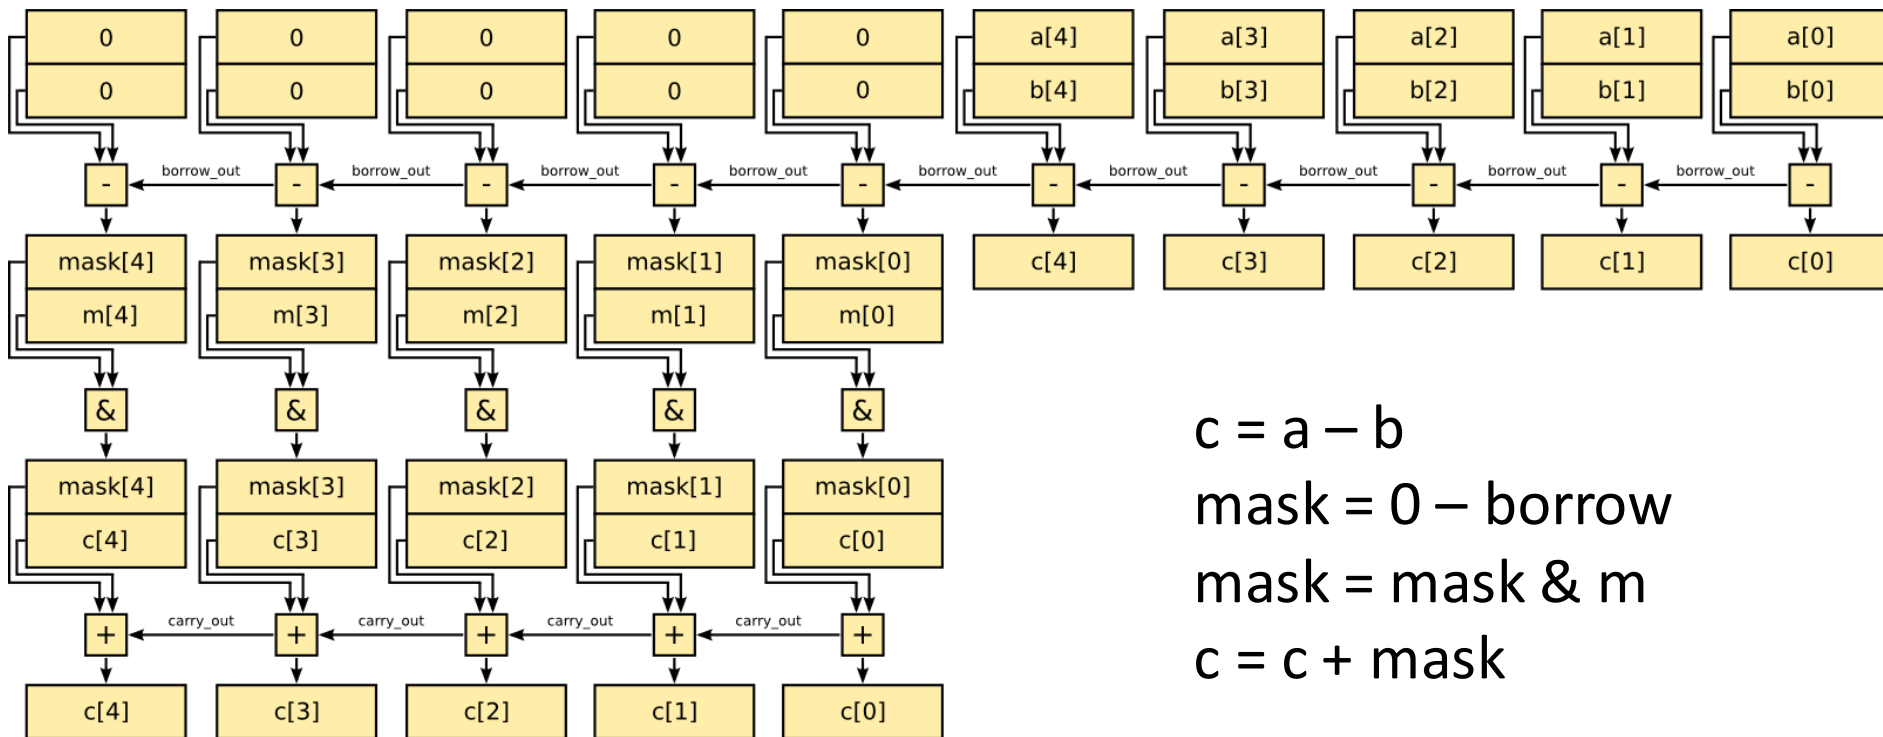 0 0 0 0 0 a[4] a[3] a[2] a[1] a[0]
0 0 0 0 0 b[4] b[3] b[2] b[1] b[0]
borrow_out borrow_out borrow_out borrow_out borrow_out borrow_out borrow_out borrow_out borrow_out
- - - - - - - - - -
mask[4] mask[3] mask[2] mask[1] mask[0] c[4] c[3] c[2] c[1] c[0]
m[4] m[3] m[2] m[1] m[0]
& & & & &
mask[4] mask[3] mask[2] mask[1] mask[0]
c[4] c[3] c[2] c[1] c[0]
carry_out carry_out carry_out carry_out
+ + + + +
c[4] c[3] c[2] c[1] c[0]
c = a – b
mask = 0 – borrow
mask = mask & m
c = c + mask